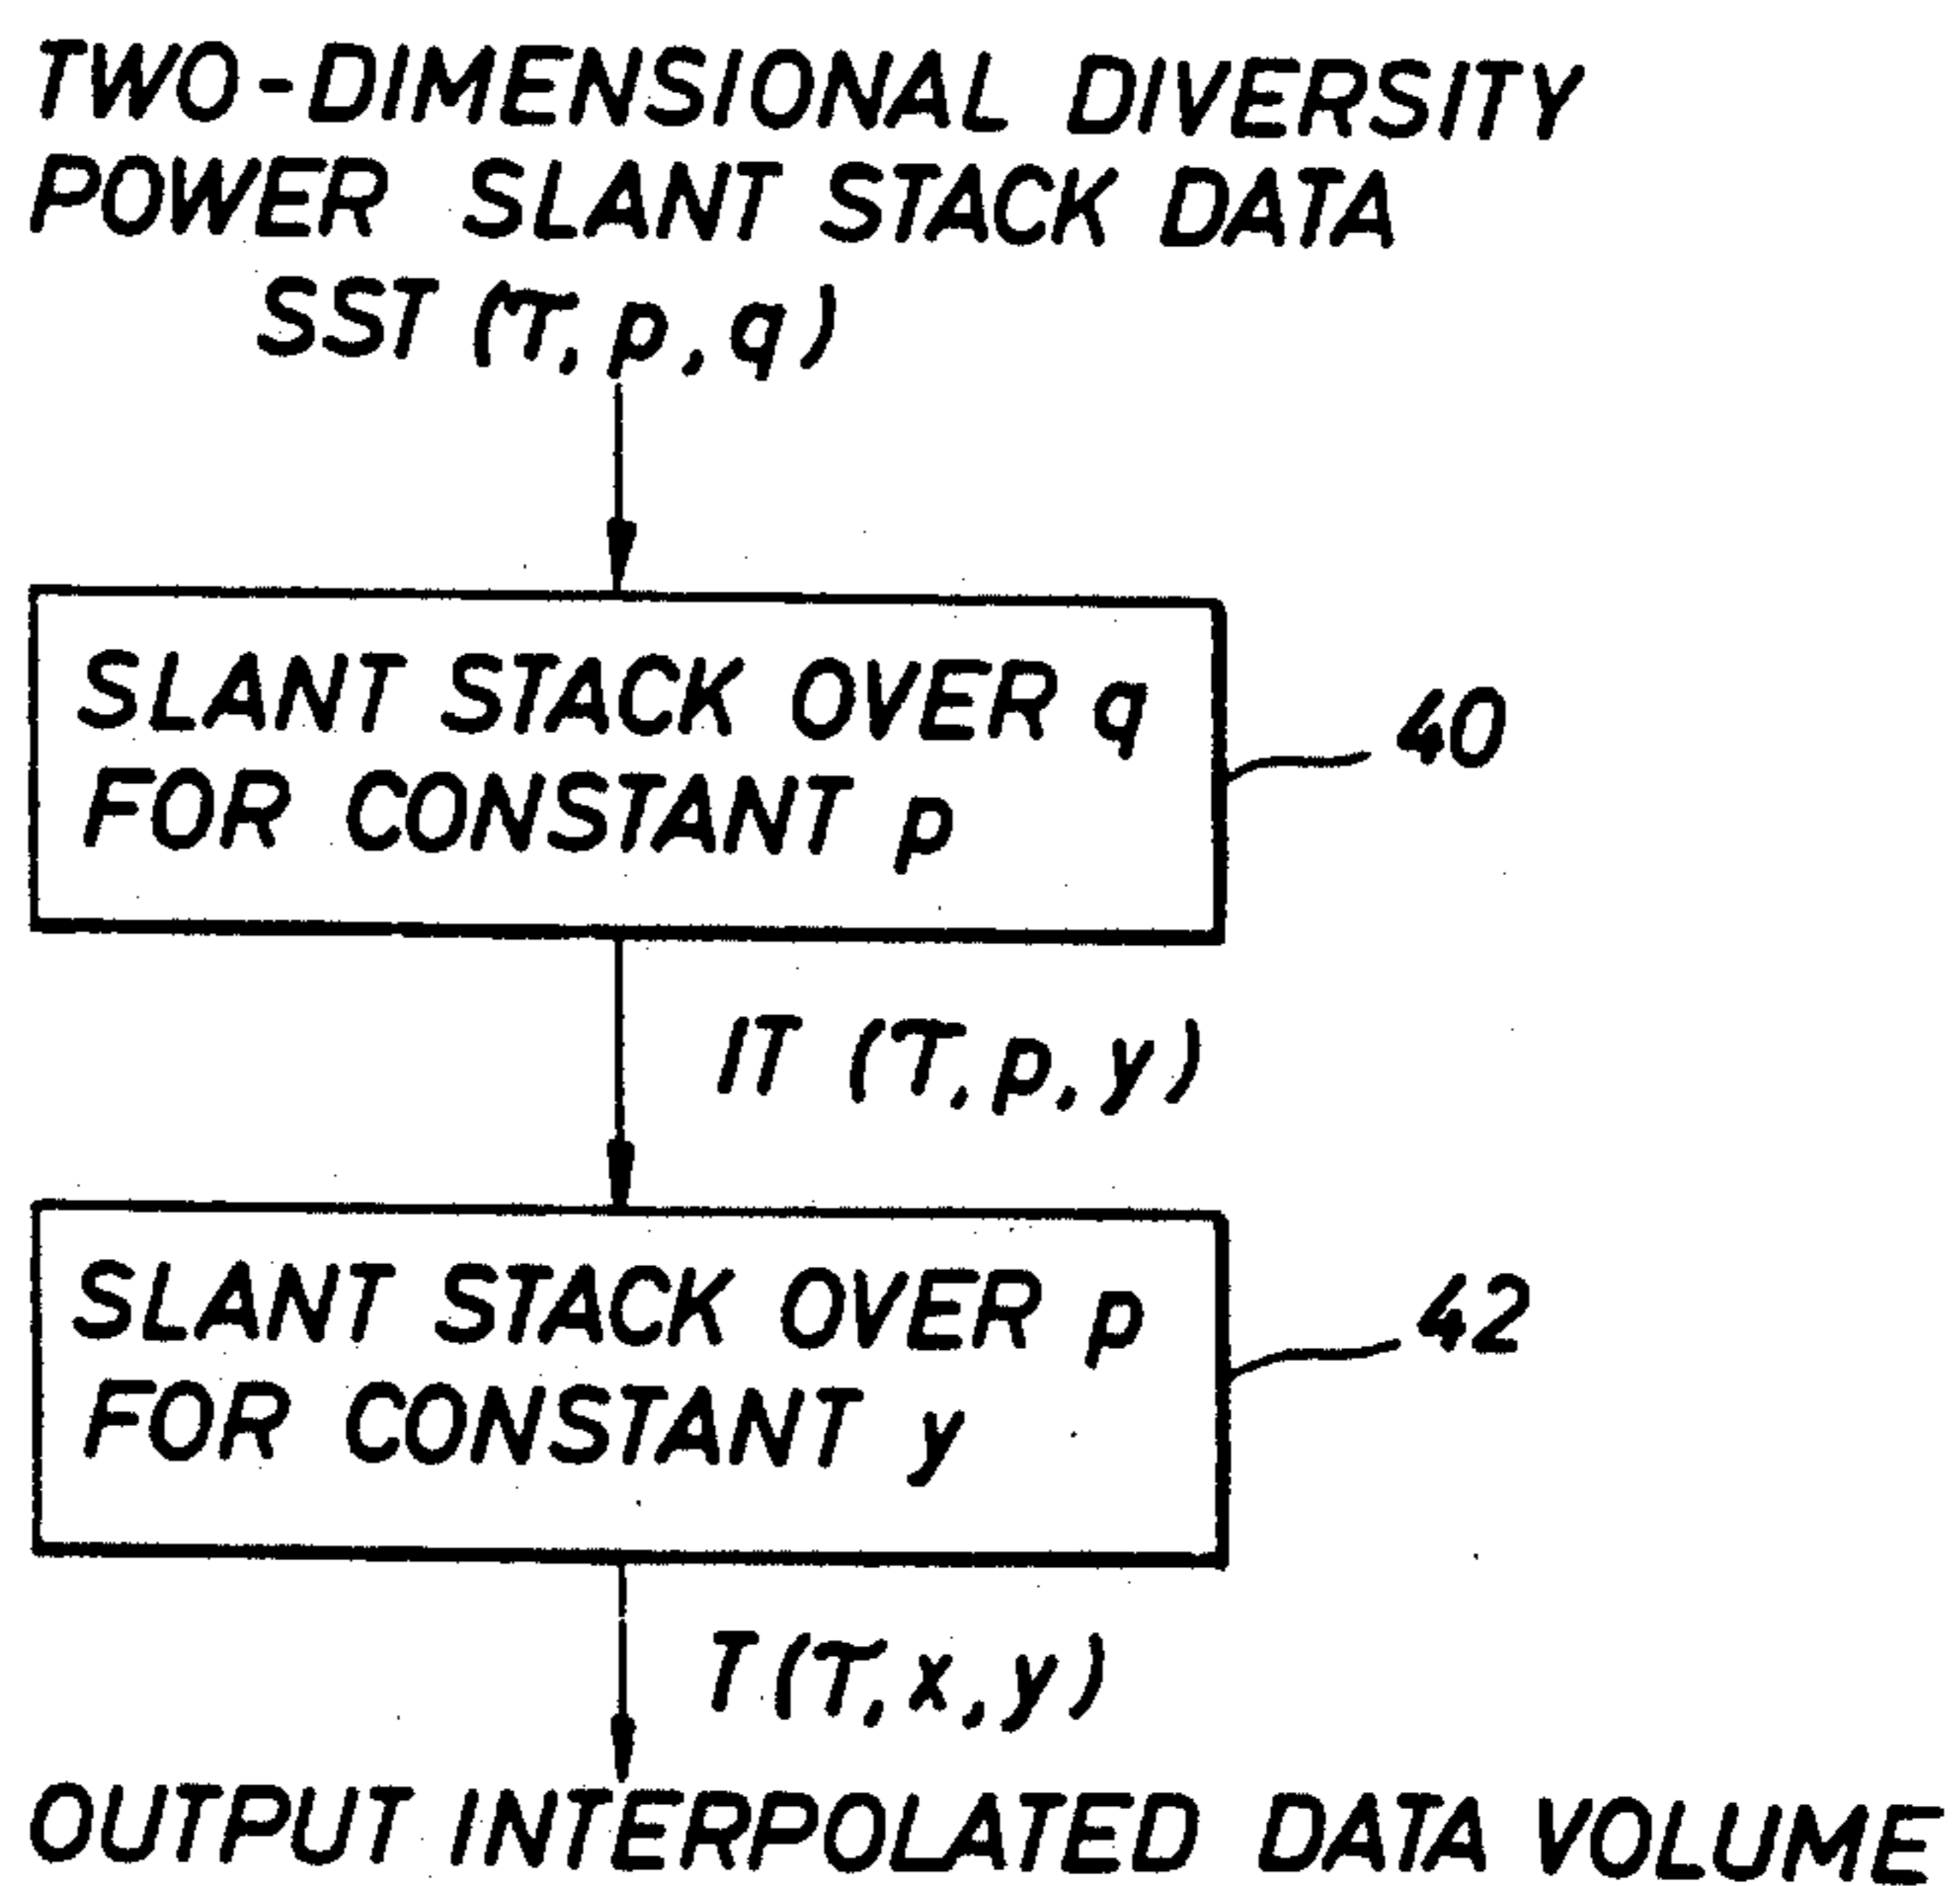 TWO-DIMENSIONAL DIVERSITY
POWER SLANT STACK DATA
SST (τ, p, q)
SLANT STACK OVER q
FOR CONSTANT p
40
IT (τ, p, y)
SLANT STACK OVER p
FOR CONSTANT y
42
T(τ, x, y)
OUTPUT INTERPOLATED DATA VOLUME